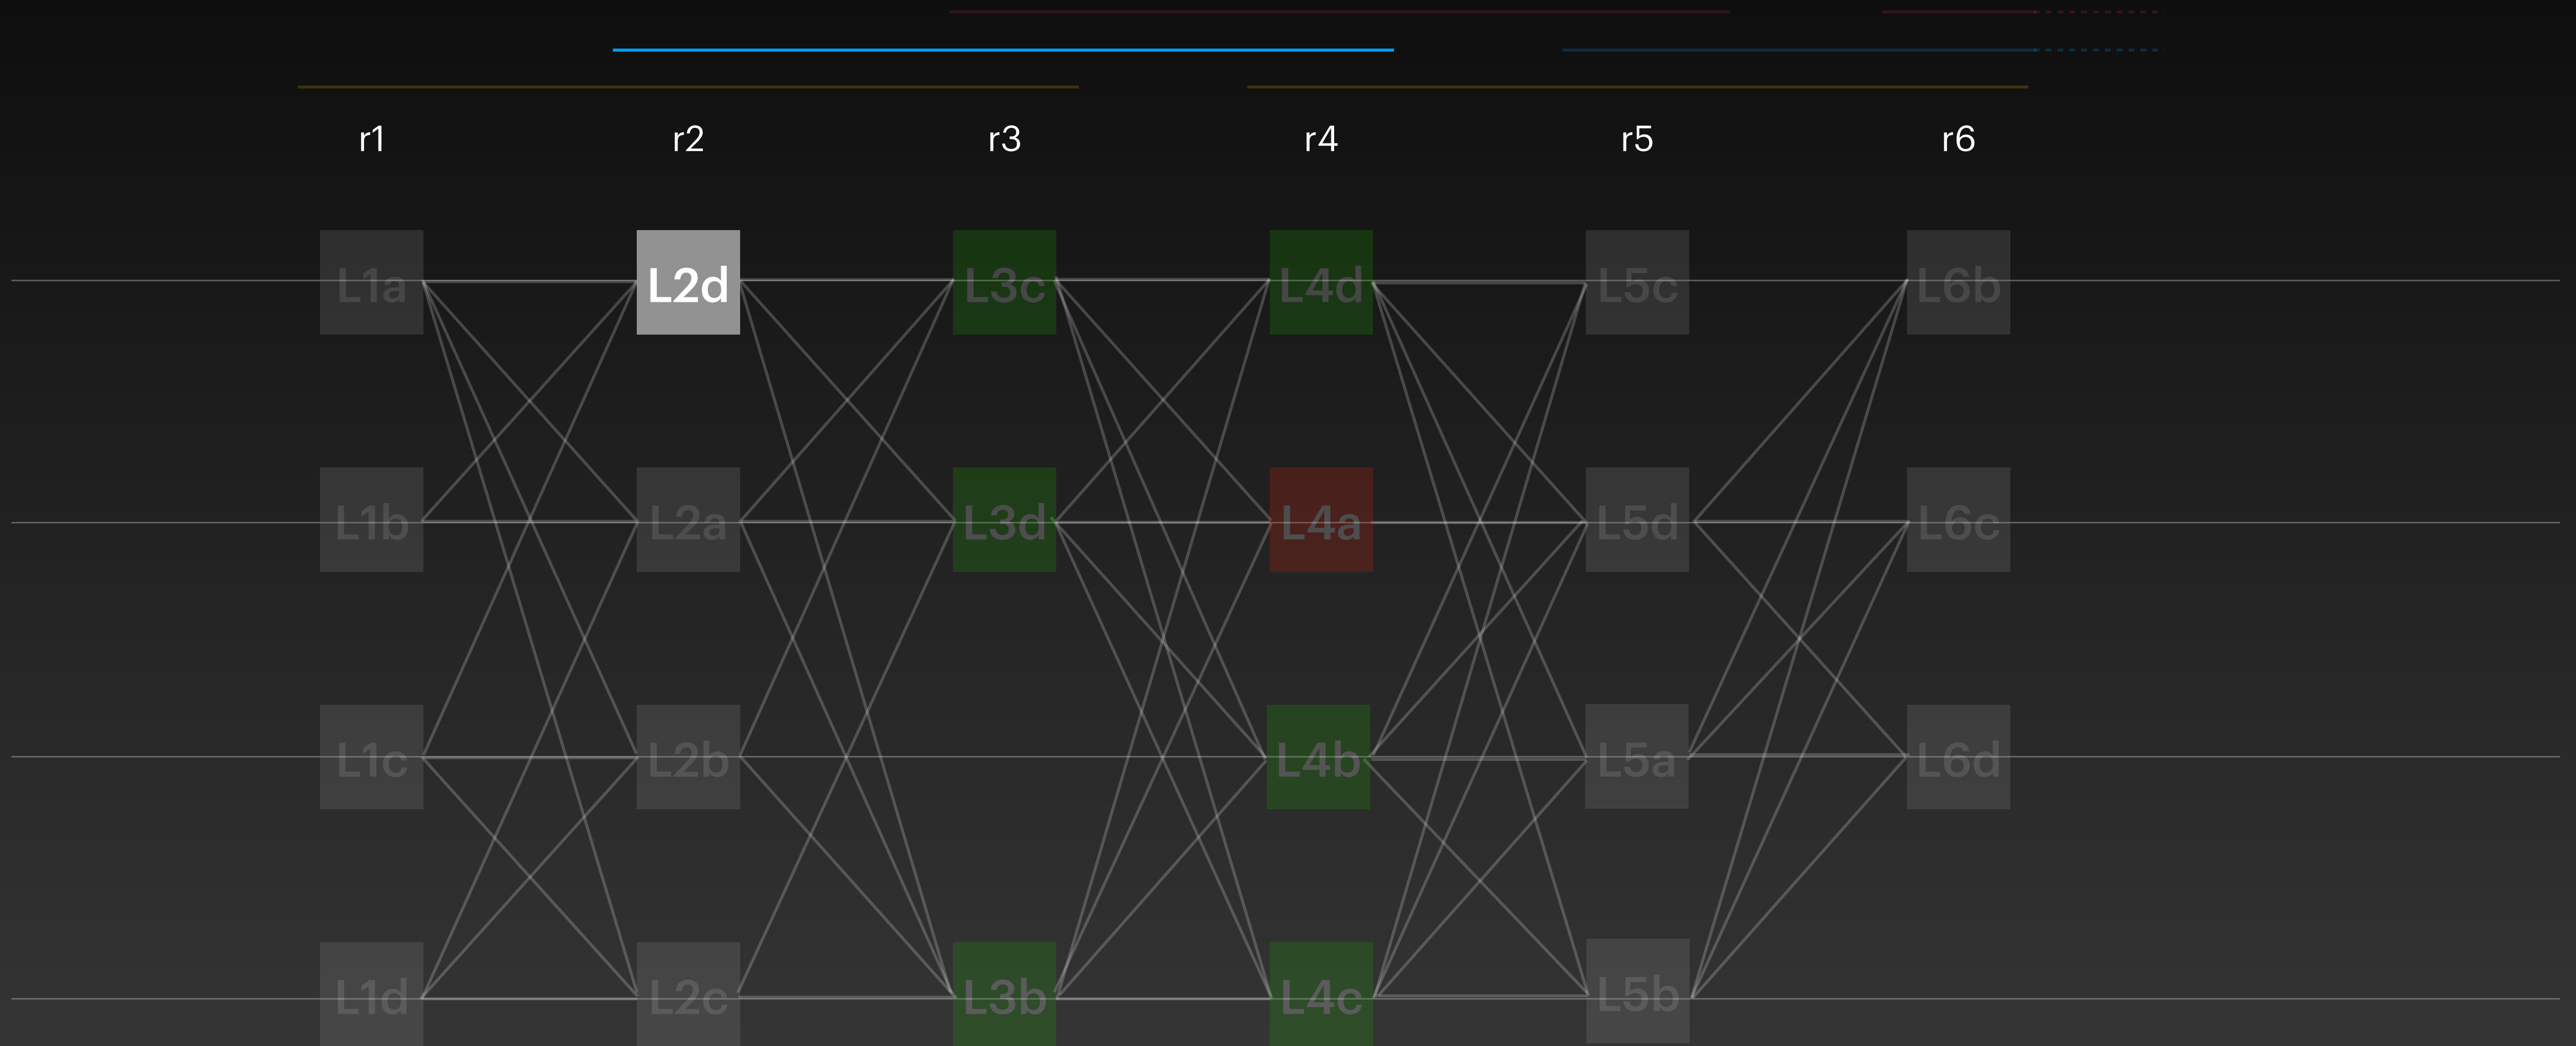 r1 r2 r3 r4 r5 r6
L1a L2d L3c L4d L5c L6b
L1b L2a L3d L4a L5d L6c
L1c L2b L4b L5a L6d
L1d L2c L3b L4c L5b